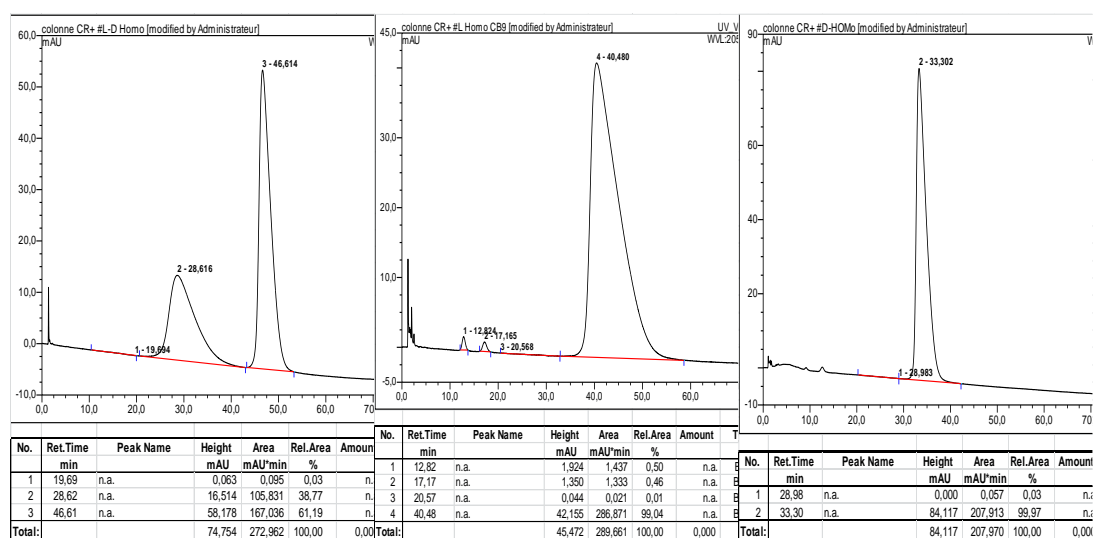 colonne CR+ #L-D Homo [modified by Administrateur]
60,0
mAU
W
3 - 46,614
50,0
40,0
30,0
20,0
2 - 28,616
10,0
0,0
1 - 19,694
-10,0
0,0 10,0 20,0 30,0 40,0 50,0 60,0 70
No. Ret.Time Peak Name Height Area Rel.Area Amoun
min mAU mAU*min %
1 19,69 n.a. 0,063 0,095 0,03 n.
2 28,62 n.a. 16,514 105,831 38,77 n.
3 46,61 n.a. 58,178 167,036 61,19 n.
Total: 74,754 272,962 100,00 0,00
colonne CR+ #L Homo CB9 [modified by Administrateur] UV_V
45,0
mAU WVL:205
4 - 40,480
30,0
20,0
10,0
1 - 12,824
2 - 17,165
3 - 20,568
-5,0
0,0 10,0 20,0 30,0 40,0 50,0 60,0 70,0
No. Ret.Time Peak Name Height Area Rel.Area Amount T
min mAU mAU*min %
1 12,82 n.a. 1,924 1,437 0,50 n.a. B
2 17,17 n.a. 1,350 1,333 0,46 n.a. B
3 20,57 n.a. 0,044 0,021 0,01 n.a. B
4 40,48 n.a. 42,155 286,871 99,04 n.a. B
Total: 45,472 289,661 100,00 0,000
colonne CR+ #D-HOMo [modified by Administrateur]
90
mAU
W
2 - 33,302
60
40
20
1 - 28,983
-10
0,0 10,0 20,0 30,0 40,0 50,0 60,0 70,
No. Ret.Time Peak Name Height Area Rel.Area Amount
min mAU mAU*min %
1 28,98 n.a. 0,000 0,057 0,03 n.a
2 33,30 n.a. 84,117 207,913 99,97 n.a
Total: 84,117 207,970 100,00 0,000